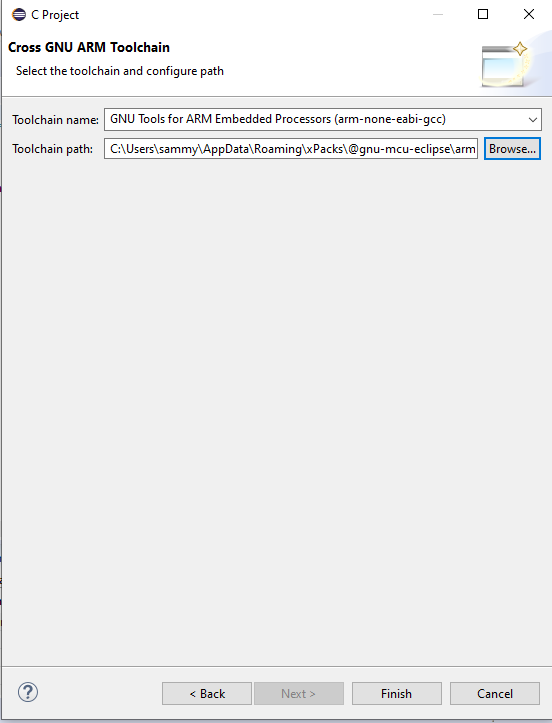 C Project
Cross GNU ARM Toolchain
Select the toolchain and configure path
Toolchain name: GNU Tools for ARM Embedded Processors (arm-none-eabi-gcc)
Toolchain path: C:\Users\sammy\AppData\Roaming\xPacks\@gnu-mcu-eclipse\arm Browse...
< Back Next > Finish Cancel